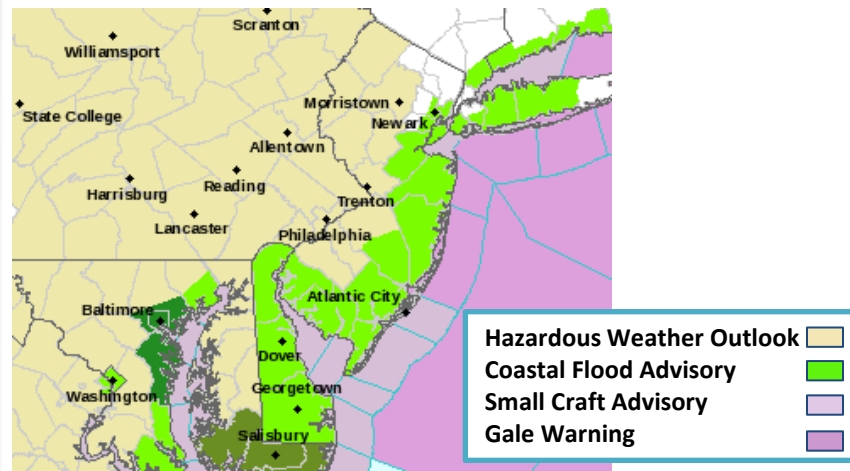 Scranton
Williamsport
State College
Morristown
Newark
Allentown
Harrisburg
Reading
Trenton
Lancaster
Philadelphia
Baltimore
Atlantic City
Dover
Washington
Georgetown
Salisbury
Hazardous Weather Outlook
Coastal Flood Advisory
Small Craft Advisory
Gale Warning